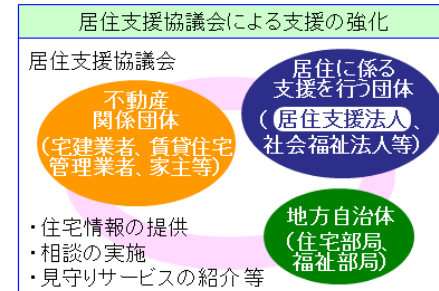 居住支援協議会による支援の強化
居住支援協議会
不動産
関係団体
(宅建業者、賃貸住宅
管理業者、家主等)
居住に係る
支援を行う団体
(居住支援法人、
社会福祉法人等)
地方自治体
(住宅部局、
福祉部局)
・住宅情報の提供
・相談の実施
・見守りサービスの紹介 等